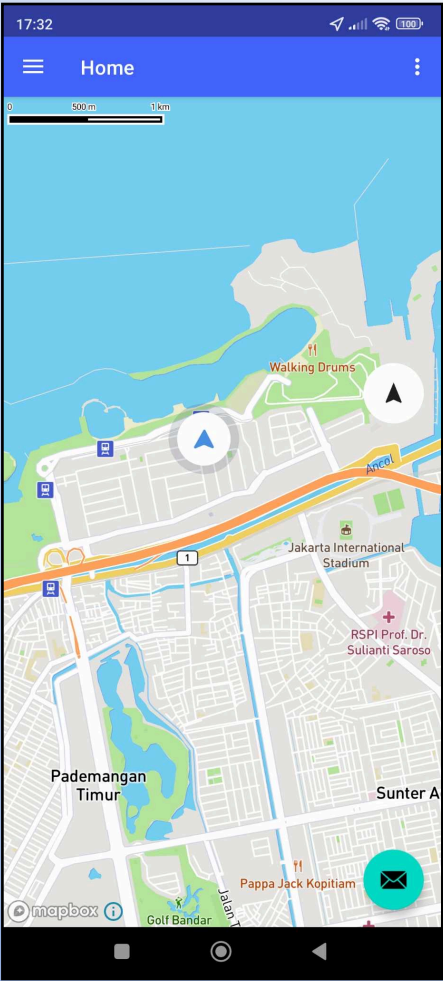 17:32
100
Home
0 500 m 1 km
Walking Drums
Ancol
1
Jakarta International
Stadium
RSPI Prof. Dr.
Sulianti Saroso
Pademangan
Timur
Sunter A
Pappa Jack Kopitiam
Jalan T
mapbox
Golf Bandar